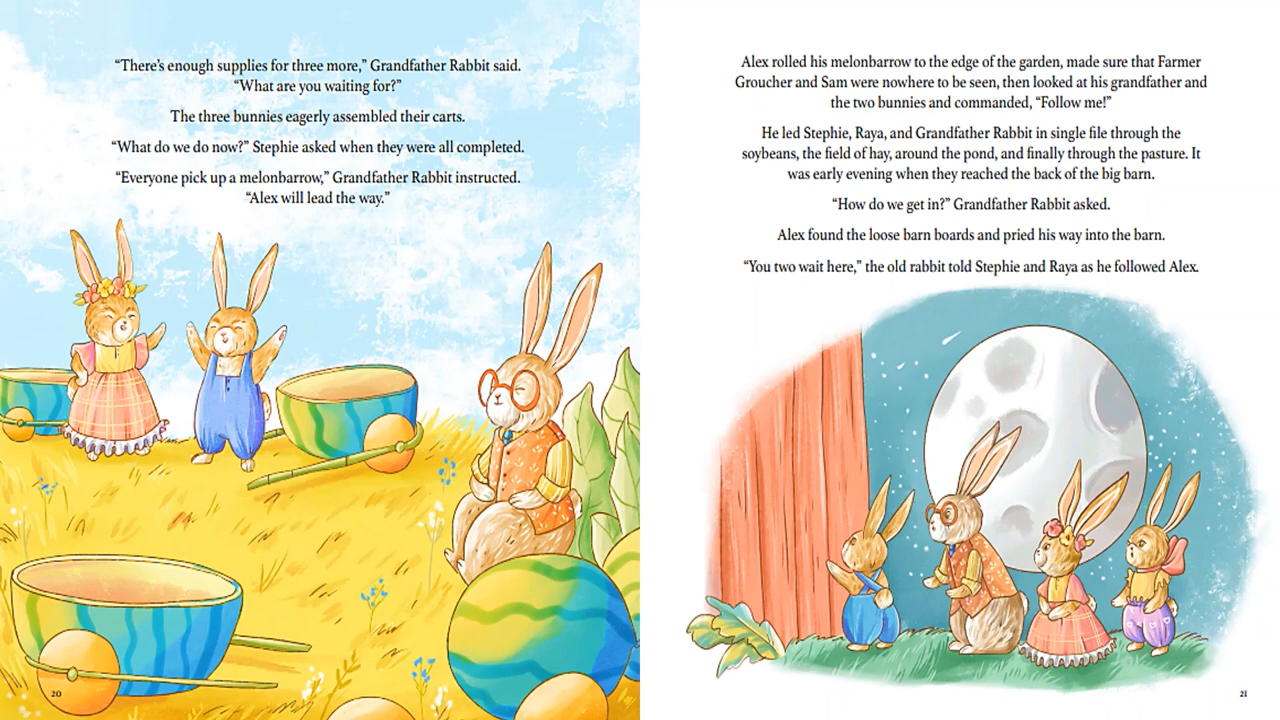 “There’s enough supplies for three more,” Grandfather Rabbit said.
“What are you waiting for?”
The three bunnies eagerly assembled their carts.
“What do we do now?” Stephie asked when they were all completed.
“Everyone pick up a melonbarrow,” Grandfather Rabbit instructed.
“Alex will lead the way.”
20
Alex rolled his melonbarrow to the edge of the garden, made sure that Farmer
Groucher and Sam were nowhere to be seen, then looked at his grandfather and
the two bunnies and commanded, “Follow me!”
He led Stephie, Raya, and Grandfather Rabbit in single file through the
soybeans, the field of hay, around the pond, and finally through the pasture. It
was early evening when they reached the back of the big barn.
“How do we get in?” Grandfather Rabbit asked.
Alex found the loose barn boards and pried his way into the barn.
“You two wait here,” the old rabbit told Stephie and Raya as he followed Alex.
21